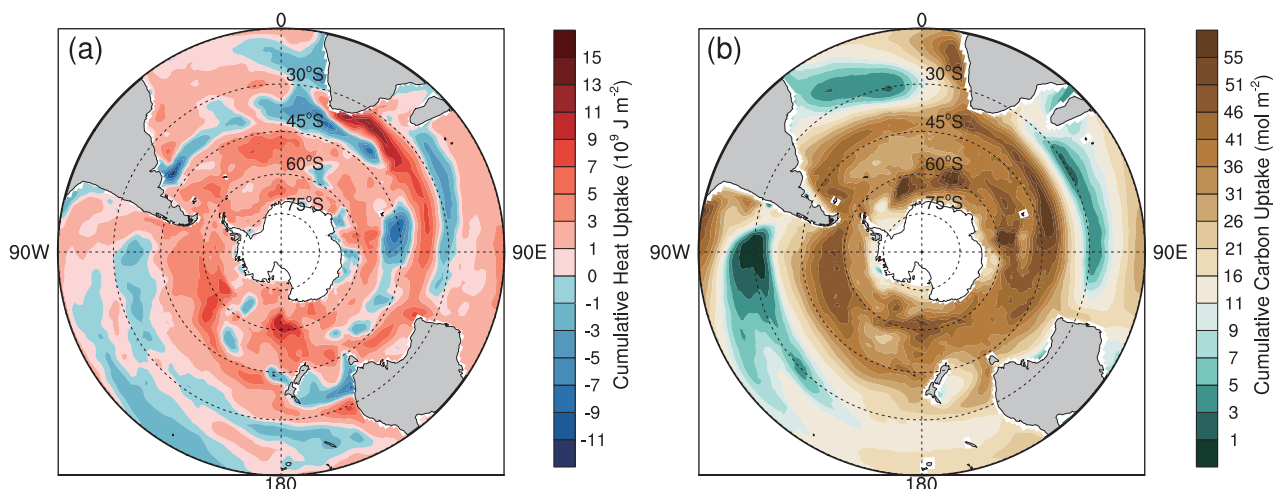 (a)
0
30°S
45°S
60°S
75°S
90W
90E
180
15
13
11
9
7
5
3
1
0
-1
-3
-5
-7
-9
-11
Cumulative Heat Uptake (10⁹ J m⁻²)
(b)
0
30°S
45°S
60°S
75°S
90W
90E
180
55
51
46
41
36
31
26
21
16
11
9
7
5
3
1
Cumulative Carbon Uptake (mol m⁻²)